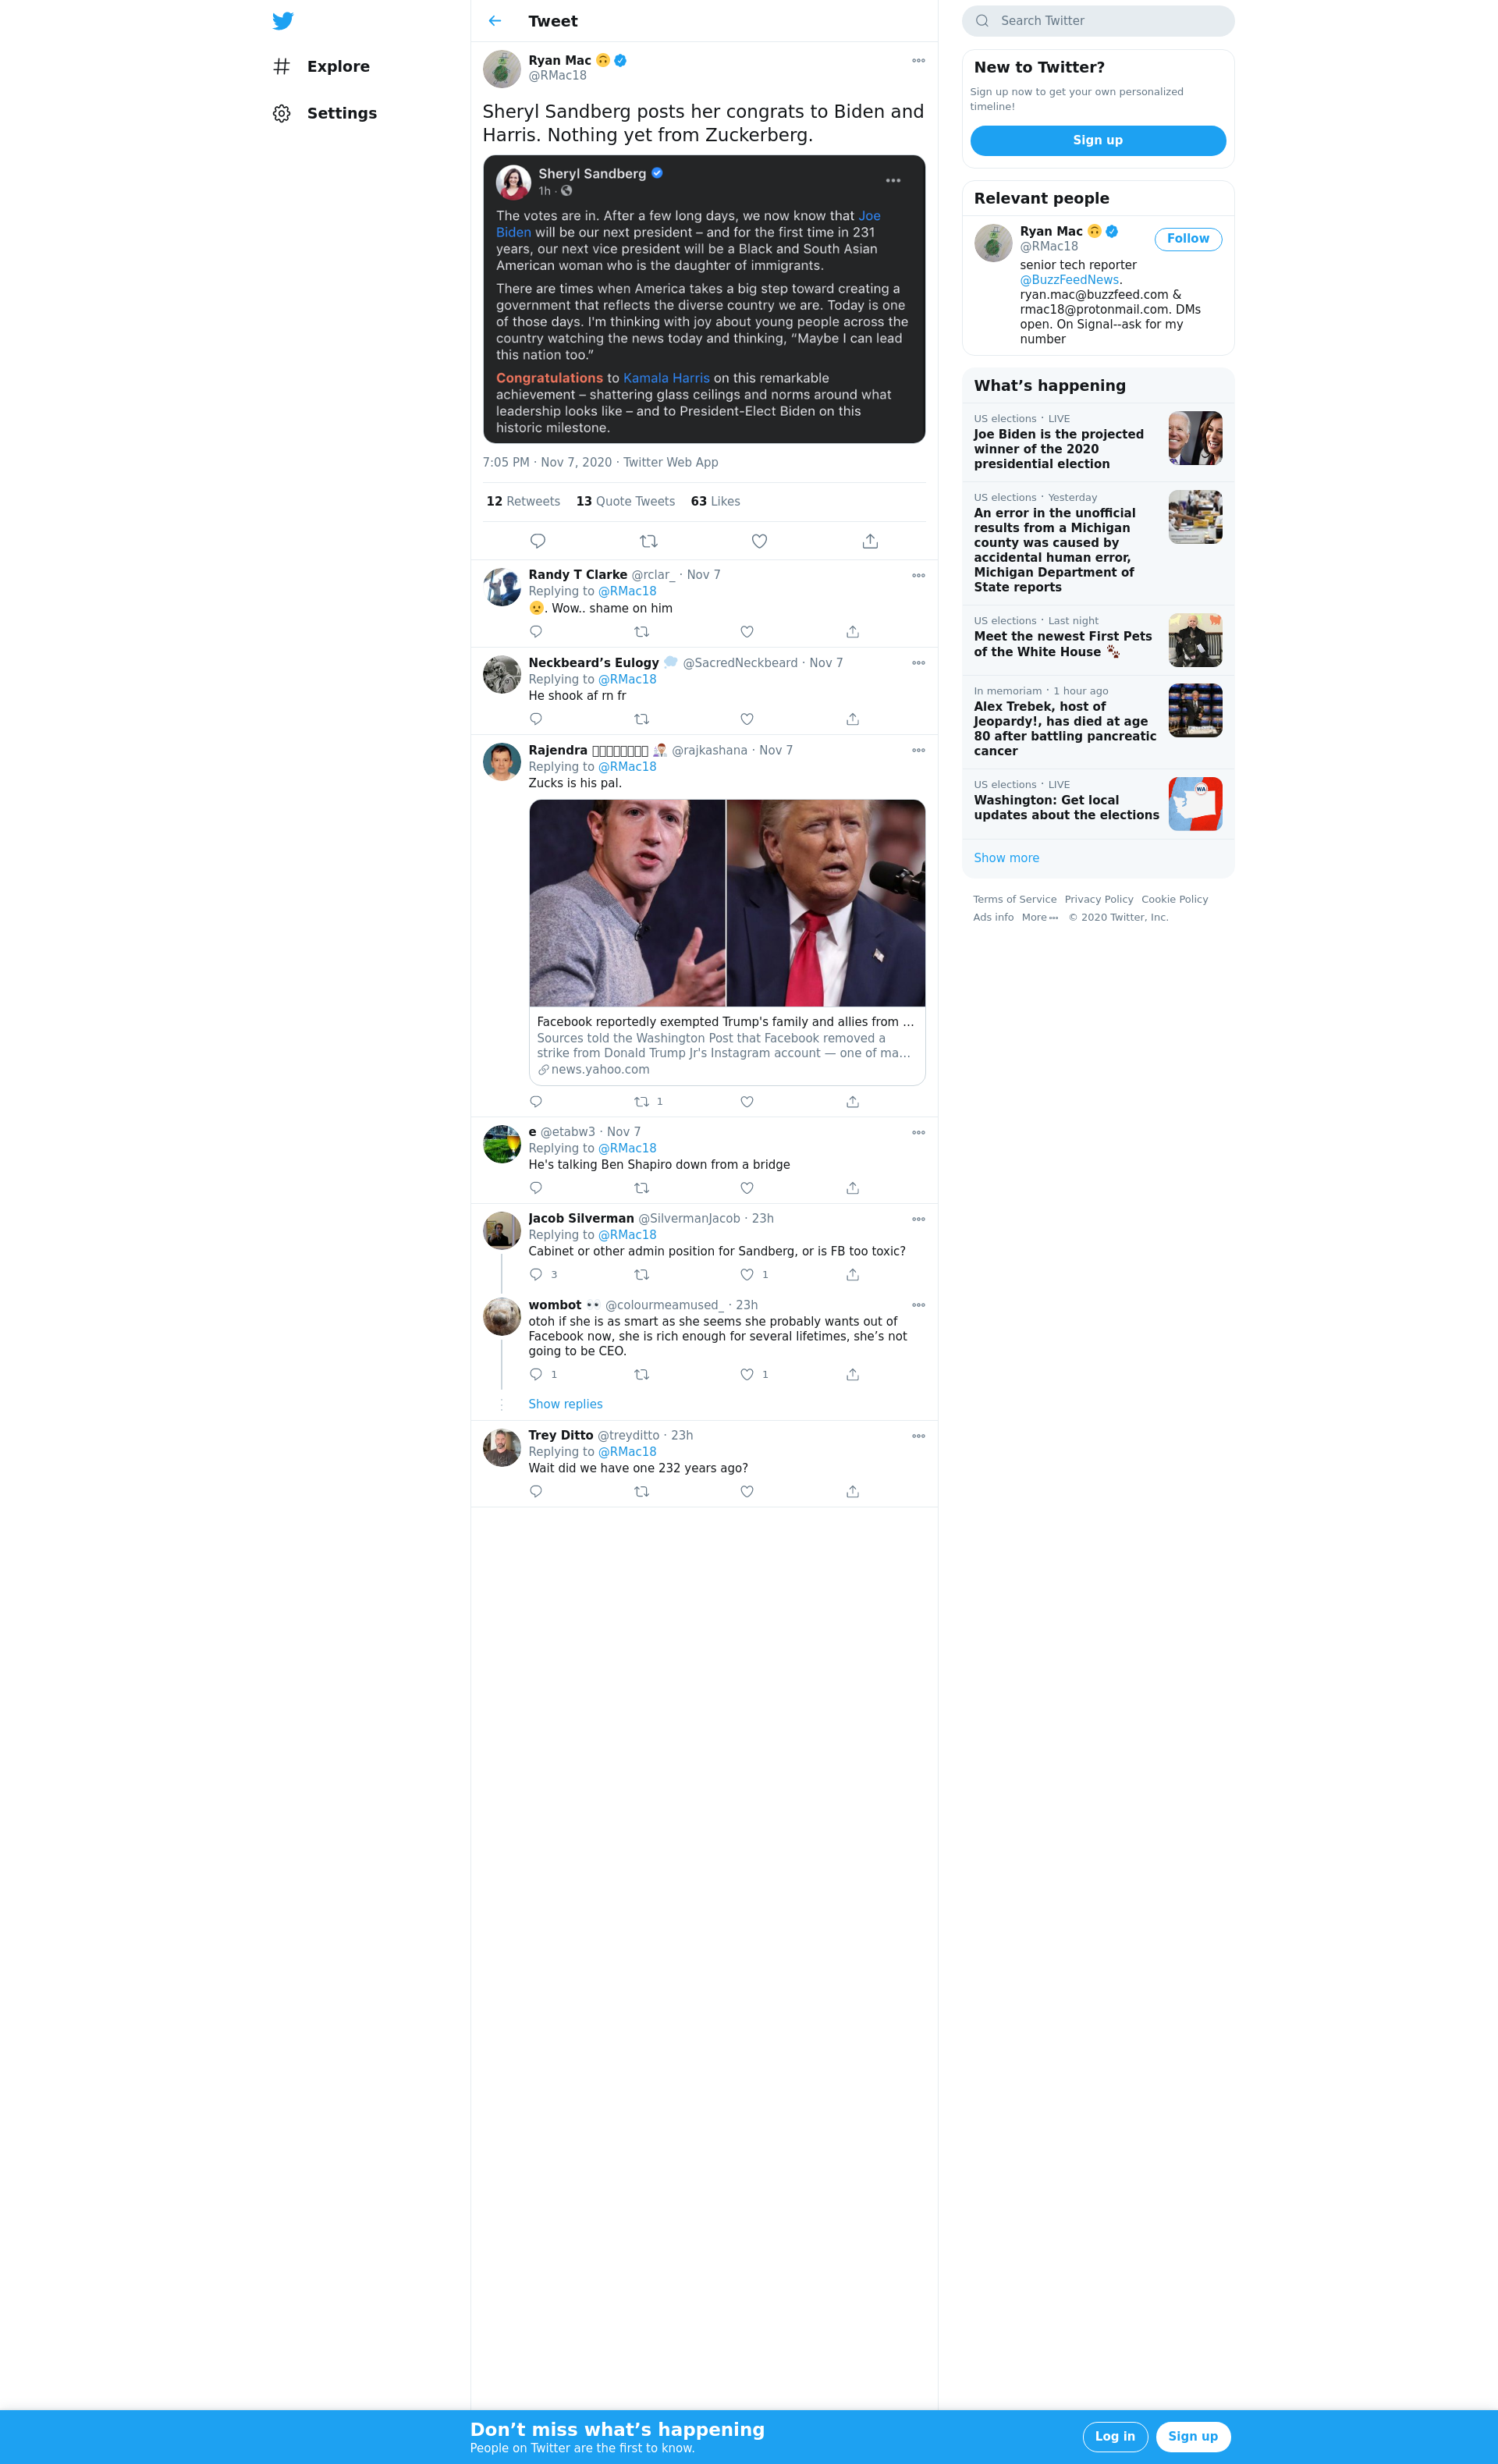 Explore
Settings
Tweet
Ryan Mac
@RMac18
Sheryl Sandberg posts her congrats to Biden and
Harris. Nothing yet from Zuckerberg.
Sheryl Sandberg
1h ·
The votes are in. After a few long days, we now know that Joe
Biden will be our next president – and for the first time in 231
years, our next vice president will be a Black and South Asian
American woman who is the daughter of immigrants.
There are times when America takes a big step toward creating a
government that reflects the diverse country we are. Today is one
of those days. I'm thinking with joy about young people across the
country watching the news today and thinking, “Maybe I can lead
this nation too.”
Congratulations to Kamala Harris on this remarkable
achievement – shattering glass ceilings and norms around what
leadership looks like – and to President-Elect Biden on this
historic milestone.
7:05 PM · Nov 7, 2020 · Twitter Web App
12 Retweets 13 Quote Tweets 63 Likes
Randy T Clarke @rclar_ · Nov 7
Replying to @RMac18
. Wow.. shame on him
Neckbeard’s Eulogy @SacredNeckbeard · Nov 7
Replying to @RMac18
He shook af rn fr
Rajendra @rajkashana · Nov 7
Replying to @RMac18
Zucks is his pal.
Facebook reportedly exempted Trump's family and allies from …
Sources told the Washington Post that Facebook removed a
strike from Donald Trump Jr's Instagram account — one of ma…
news.yahoo.com
1
e @etabw3 · Nov 7
Replying to @RMac18
He's talking Ben Shapiro down from a bridge
Jacob Silverman @SilvermanJacob · 23h
Replying to @RMac18
Cabinet or other admin position for Sandberg, or is FB too toxic?
3 1
wombot @colourmeamused_ · 23h
otoh if she is as smart as she seems she probably wants out of
Facebook now, she is rich enough for several lifetimes, she’s not
going to be CEO.
1 1
Show replies
Trey Ditto @treyditto · 23h
Replying to @RMac18
Wait did we have one 232 years ago?
Search Twitter
New to Twitter?
Sign up now to get your own personalized
timeline!
Sign up
Relevant people
Ryan Mac
@RMac18
Follow
senior tech reporter
@BuzzFeedNews.
ryan.mac@buzzfeed.com &
rmac18@protonmail.com. DMs
open. On Signal--ask for my
number
What’s happening
US elections · LIVE
Joe Biden is the projected
winner of the 2020
presidential election
US elections · Yesterday
An error in the unofficial
results from a Michigan
county was caused by
accidental human error,
Michigan Department of
State reports
US elections · Last night
Meet the newest First Pets
of the White House
In memoriam · 1 hour ago
Alex Trebek, host of
Jeopardy!, has died at age
80 after battling pancreatic
cancer
US elections · LIVE
Washington: Get local
updates about the elections
WA
Show more
Terms of Service Privacy Policy Cookie Policy
Ads info More © 2020 Twitter, Inc.
Don’t miss what’s happening
People on Twitter are the first to know.
Log in
Sign up